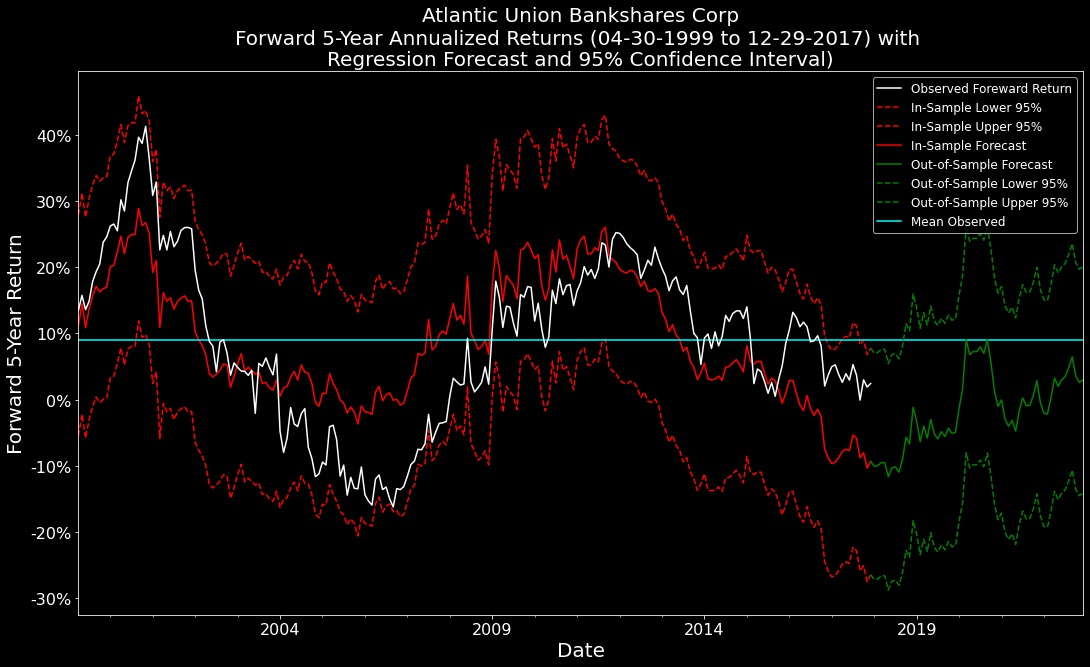 Atlantic Union Bankshares Corp
Forward 5-Year Annualized Returns (04-30-1999 to 12-29-2017) with
Regression Forecast and 95% Confidence Interval)
Observed Foreward Return
In-Sample Lower 95%
In-Sample Upper 95%
In-Sample Forecast
Out-of-Sample Forecast
Out-of-Sample Lower 95%
Out-of-Sample Upper 95%
Mean Observed
Forward 5-Year Return
40%
30%
20%
10%
0%
-10%
-20%
-30%
2004
2009
2014
2019
Date